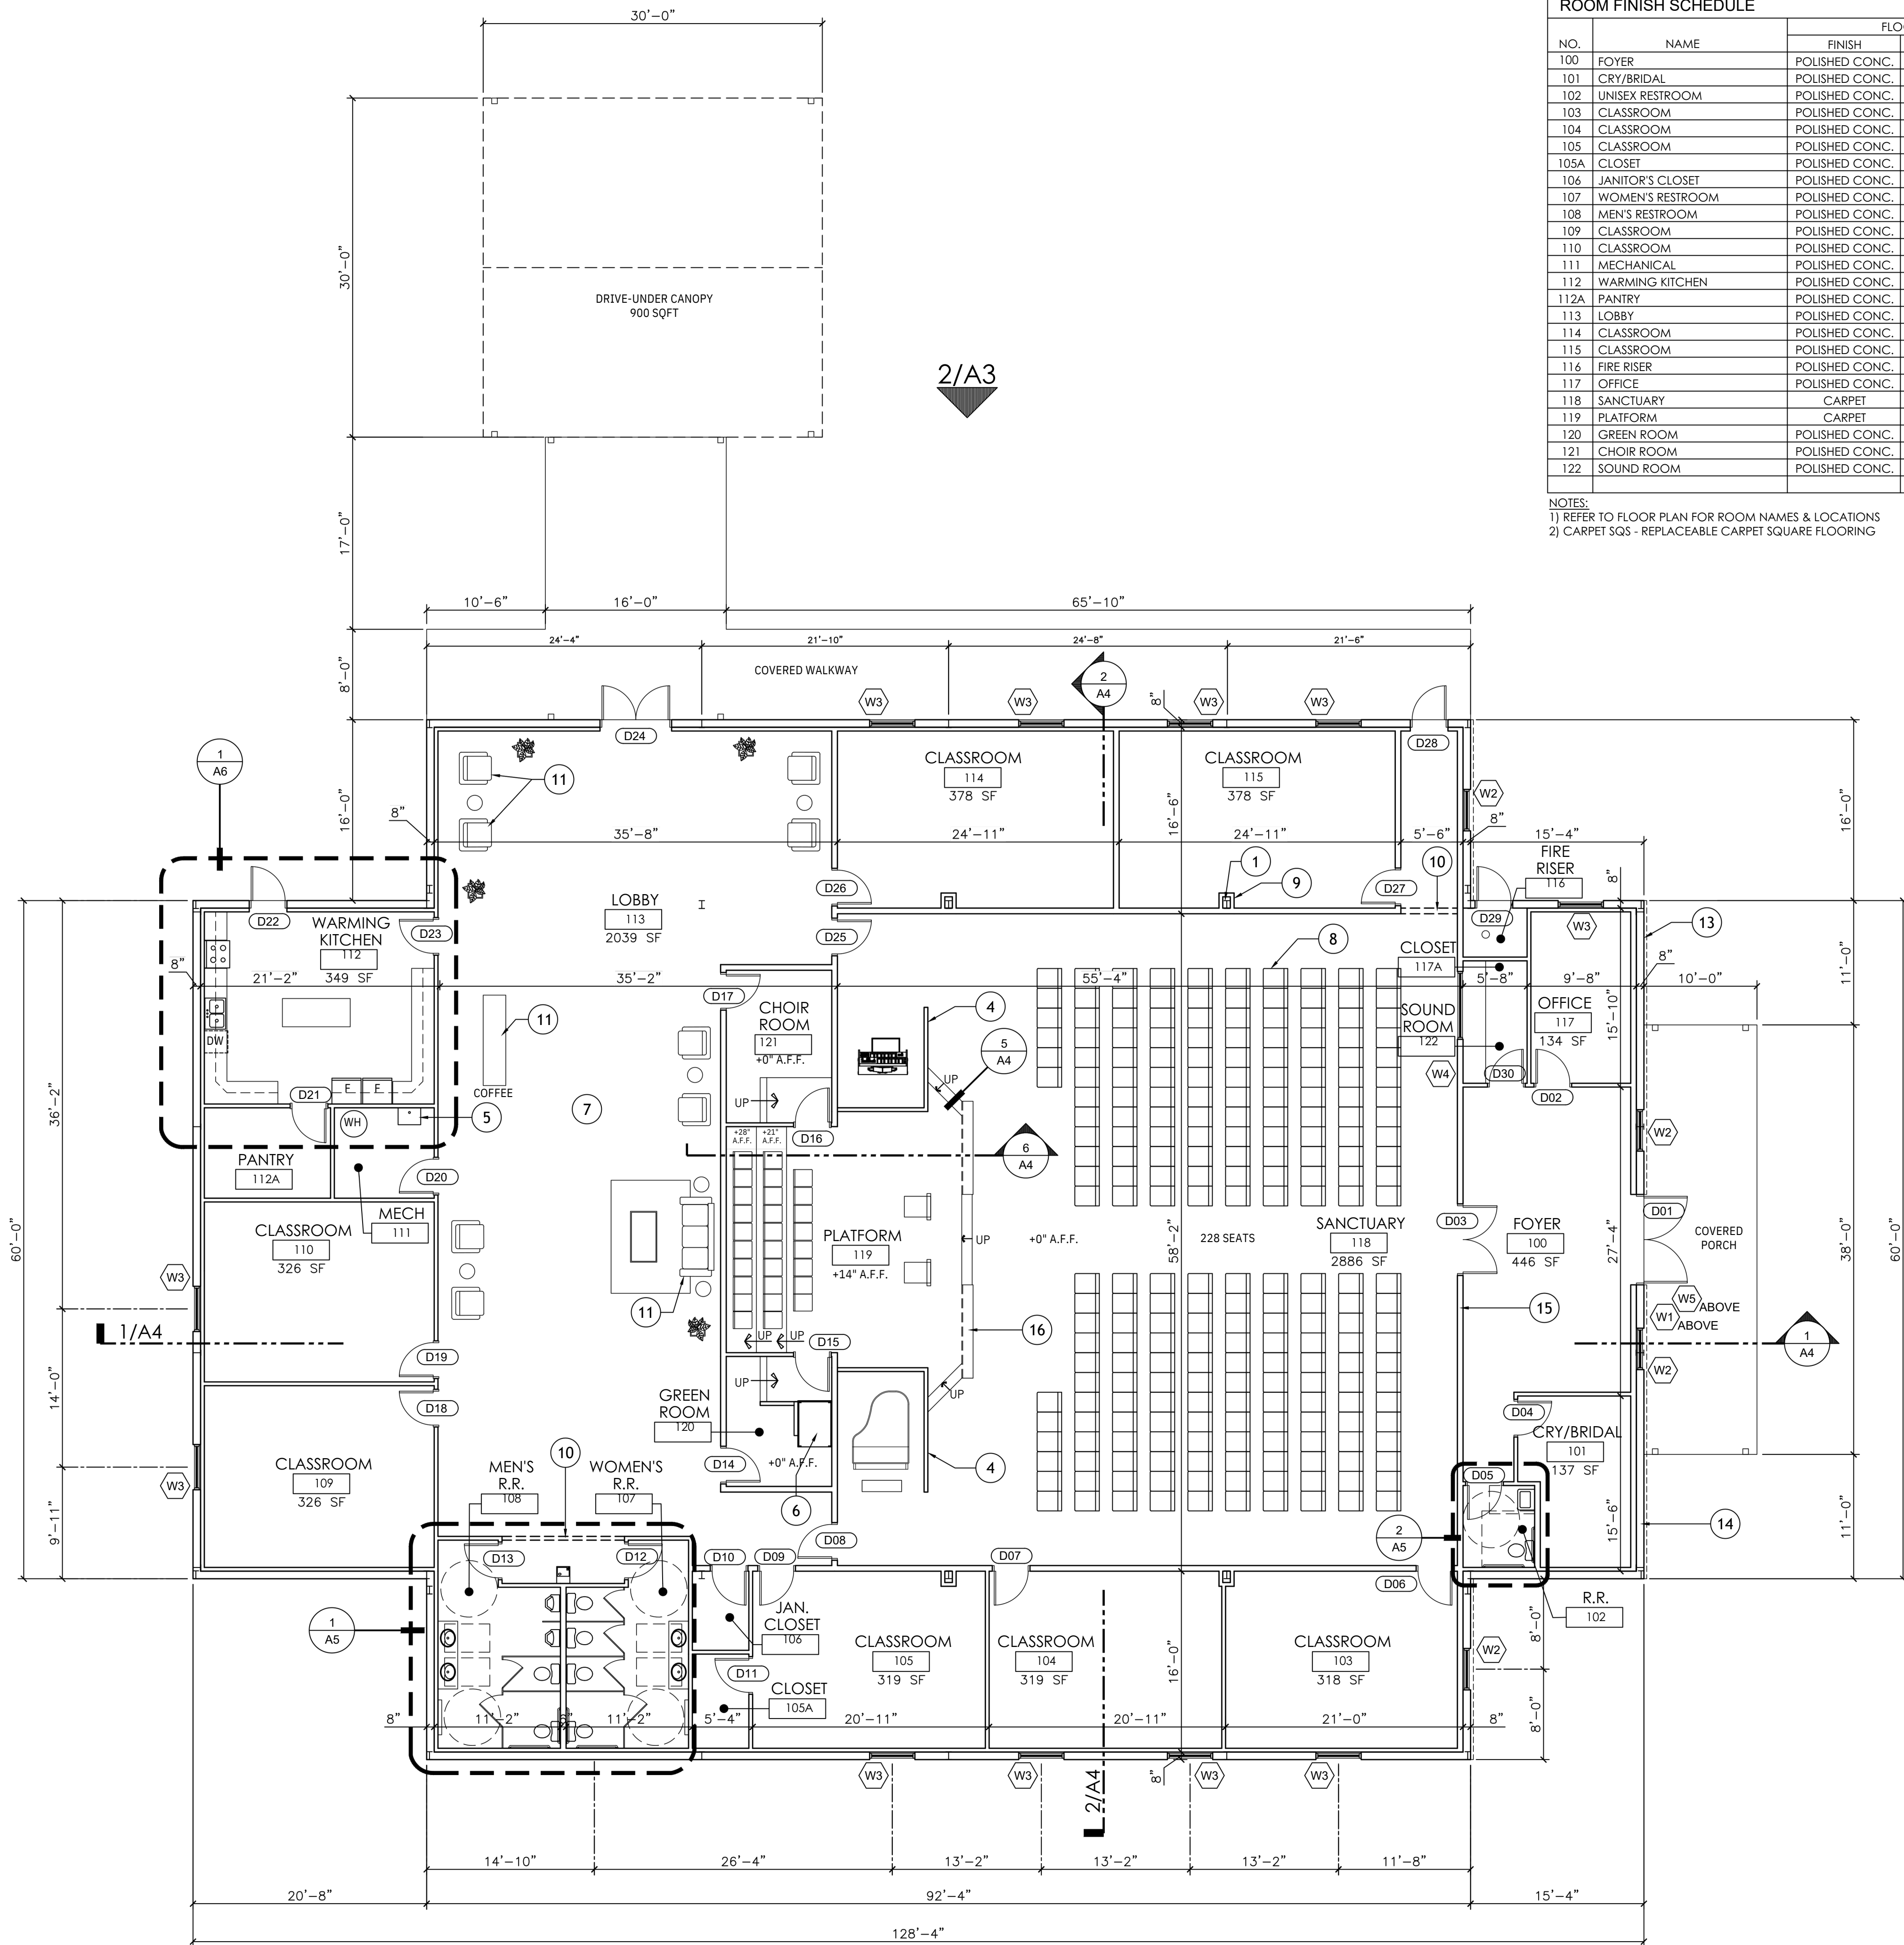 30'-0"
ROOM FINISH SCHEDULE
FLO
NO. NAME FINISH
100 FOYER POLISHED CONC.
101 CRY/BRIDAL POLISHED CONC.
102 UNISEX RESTROOM POLISHED CONC.
103 CLASSROOM POLISHED CONC.
104 CLASSROOM POLISHED CONC.
105 CLASSROOM POLISHED CONC.
105A CLOSET POLISHED CONC.
106 JANITOR'S CLOSET POLISHED CONC.
107 WOMEN'S RESTROOM POLISHED CONC.
108 MEN'S RESTROOM POLISHED CONC.
109 CLASSROOM POLISHED CONC.
110 CLASSROOM POLISHED CONC.
111 MECHANICAL POLISHED CONC.
112 WARMING KITCHEN POLISHED CONC.
112A PANTRY POLISHED CONC.
113 LOBBY POLISHED CONC.
114 CLASSROOM POLISHED CONC.
115 CLASSROOM POLISHED CONC.
116 FIRE RISER POLISHED CONC.
117 OFFICE POLISHED CONC.
118 SANCTUARY CARPET
119 PLATFORM CARPET
120 GREEN ROOM POLISHED CONC.
121 CHOIR ROOM POLISHED CONC.
122 SOUND ROOM POLISHED CONC.
NOTES:
1) REFER TO FLOOR PLAN FOR ROOM NAMES & LOCATIONS
2) CARPET SQS - REPLACEABLE CARPET SQUARE FLOORING
30'-0"
DRIVE-UNDER CANOPY
900 SQFT
2/A3
17'-0"
10'-6" 16'-0" 65'-10"
24'-4" 21'-10" 24'-8" 21'-6"
8'-0"
COVERED WALKWAY
2
A4
W3 W3 W3 W3
8"
D24 D28
1
A6
11
CLASSROOM
114
378 SF
CLASSROOM
115
378 SF
W2
16'-0"
8"
35'-8" 24'-11" 16'-6" 24'-11" 5'-6"
8"
15'-4"
16'-0"
FIRE
RISER
116
8"
1
9
10
D26 D27
D22
D23
WARMING
KITCHEN
112
349 SF
LOBBY
113
2039 SF
D25
D29
W3
13
8
CLOSET
117A
8"
21'-2" 35'-2" 55'-4" 5'-8" 9'-8"
8"
10'-0"
11'-0"
DW
11
COFFEE
F F
D21
WH
5
7
D17
CHOIR
ROOM
121
+0" A.F.F.
UP
4
5
A4
UP
SOUND
ROOM
122
OFFICE
117
134 SF
15'-10"
W4
D30
D02
W2
36'-2"
D16
+28"
A.F.F.
+21"
A.F.F.
6
A4
PANTRY
112A
D20
MECH
111
60'-0"
CLASSROOM
110
326 SF
PLATFORM
119
+14" A.F.F.
UP
+0" A.F.F.
228 SEATS
58'-2"
SANCTUARY
118
2886 SF
D03
FOYER
100
446 SF
27'-4"
D01
COVERED
PORCH
38'-0"
60'-0"
W3
11
W5
ABOVE
W1
ABOVE
15
16
1/A4
UP UP
D15
1
A4
D19
W2
14'-0"
UP
GREEN
ROOM
120
UP
D18
+0" A.F.F.
6
D14
4
D04
CRY/BRIDAL
101
137 SF
CLASSROOM
109
326 SF
W3
MEN'S
R.R.
108
10
WOMEN'S
R.R.
107
D05
2
A5
15'-6"
14
11'-0"
9'-11"
D13 D12 D10 D09 D08 D07 D06
R.R.
102
1
A5
JAN.
CLOSET
106
CLASSROOM
105
319 SF
CLASSROOM
104
319 SF
CLASSROOM
103
318 SF
16'-0"
W2
8'-0"
D11
CLOSET
105A
8" 11'-2" 11'-2" 5'-4" 20'-11" 20'-11" 21'-0" 8"
8'-0"
W3 W3 W3 W3
8"
2/A4
14'-10" 26'-4" 13'-2" 13'-2" 13'-2" 11'-8"
20'-8" 92'-4" 15'-4"
128'-4"